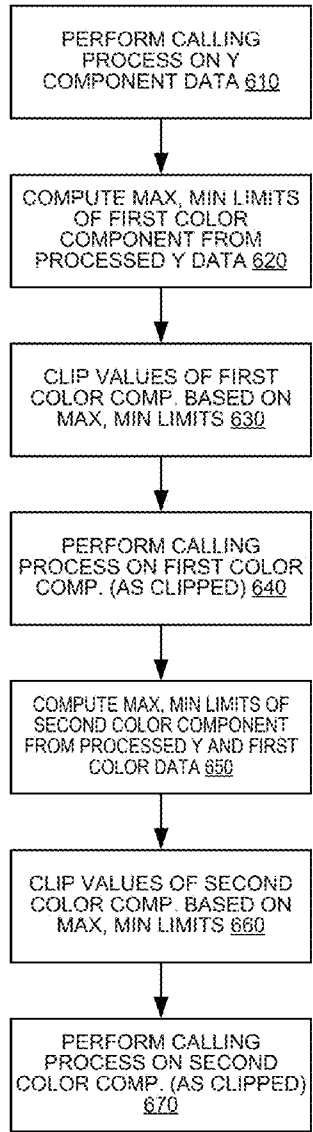 PERFORM CALLING
PROCESS ON Y
COMPONENT DATA 610
COMPUTE MAX, MIN LIMITS
OF FIRST COLOR
COMPONENT FROM
PROCESSED Y DATA 620
CLIP VALUES OF FIRST
COLOR COMP. BASED ON
MAX, MIN LIMITS 630
PERFORM CALLING
PROCESS ON FIRST COLOR
COMP. (AS CLIPPED) 640
COMPUTE MAX, MIN LIMITS OF
SECOND COLOR COMPONENT
FROM PROCESSED Y AND FIRST
COLOR DATA 650
CLIP VALUES OF SECOND
COLOR COMP. BASED ON
MAX, MIN LIMITS 660
PERFORM CALLING
PROCESS ON SECOND
COLOR COMP. (AS CLIPPED)
670